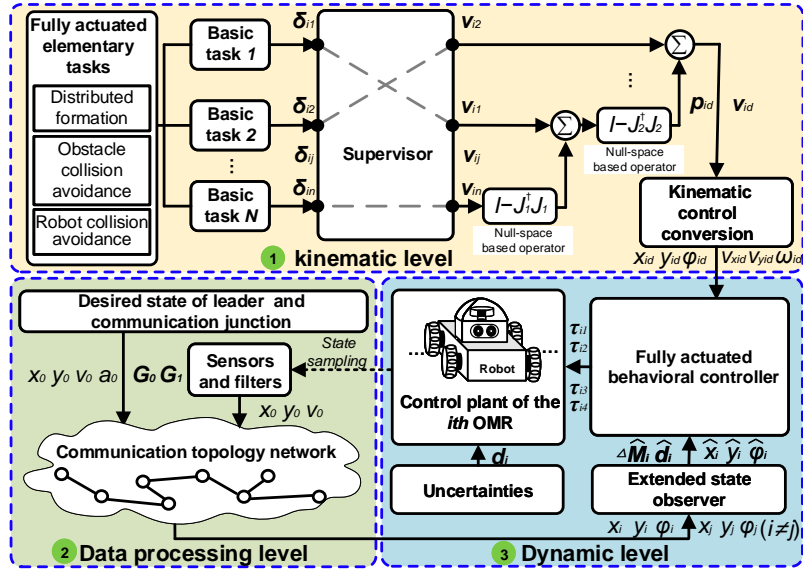 Fully actuated
elementary
tasks
Distributed
formation
Obstacle
collision
avoidance
Robot collision
avoidance
Basic
task 1
Basic
task 2
⋮
Basic
task N
δi1
δi2
δij
δin
Supervisor
vi2
vi1
vij
vin
I−J₁†J₁
Null-space
based operator
Σ
I−J₂†J₂
Null-space
based operator
⋮
Σ
pid
vid
Kinematic
control
conversion
1 kinematic level
xid yid φid
vxid vyid ωid
Desired state of leader and
communication junction
x0 y0 v0 a0
G0 G1
Sensors
and filters
x0 y0 v0
State
sampling
Communication topology network
2 Data processing level
Robot
Control plant of the
ith OMR
di
Uncertainties
τi1
τi2
τi3
τi4
Fully actuated
behavioral controller
ΔM̂i d̂i
x̂i ŷi φ̂i
Extended state
observer
xi yi φi
xj yj φj (i≠j)
3 Dynamic level